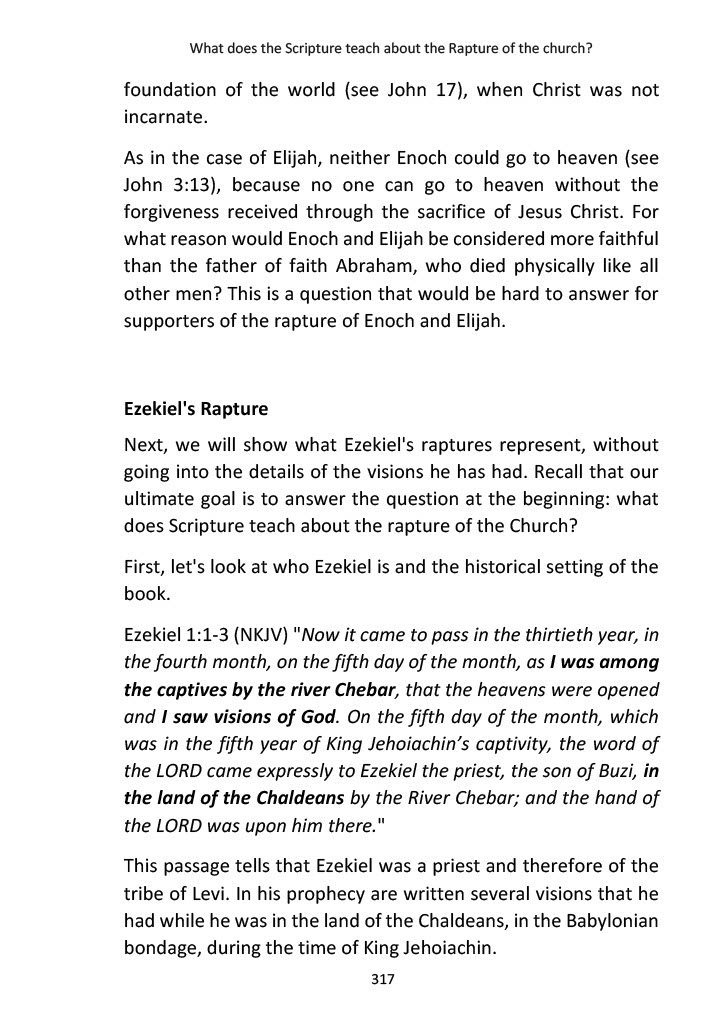 What does the Scripture teach about the Rapture of the church?
foundation of the world (see John 17), when Christ was not
incarnate.
As in the case of Elijah, neither Enoch could go to heaven (see
John 3:13), because no one can go to heaven without the
forgiveness received through the sacrifice of Jesus Christ. For
what reason would Enoch and Elijah be considered more faithful
than the father of faith Abraham, who died physically like all
other men? This is a question that would be hard to answer for
supporters of the rapture of Enoch and Elijah.
Ezekiel's Rapture
Next, we will show what Ezekiel's raptures represent, without
going into the details of the visions he has had. Recall that our
ultimate goal is to answer the question at the beginning: what
does Scripture teach about the rapture of the Church?
First, let's look at who Ezekiel is and the historical setting of the
book.
Ezekiel 1:1-3 (NKJV) "Now it came to pass in the thirtieth year, in
the fourth month, on the fifth day of the month, as I was among
the captives by the river Chebar, that the heavens were opened
and I saw visions of God. On the fifth day of the month, which
was in the fifth year of King Jehoiachin’s captivity, the word of
the LORD came expressly to Ezekiel the priest, the son of Buzi, in
the land of the Chaldeans by the River Chebar; and the hand of
the LORD was upon him there."
This passage tells that Ezekiel was a priest and therefore of the
tribe of Levi. In his prophecy are written several visions that he
had while he was in the land of the Chaldeans, in the Babylonian
bondage, during the time of King Jehoiachin.
317